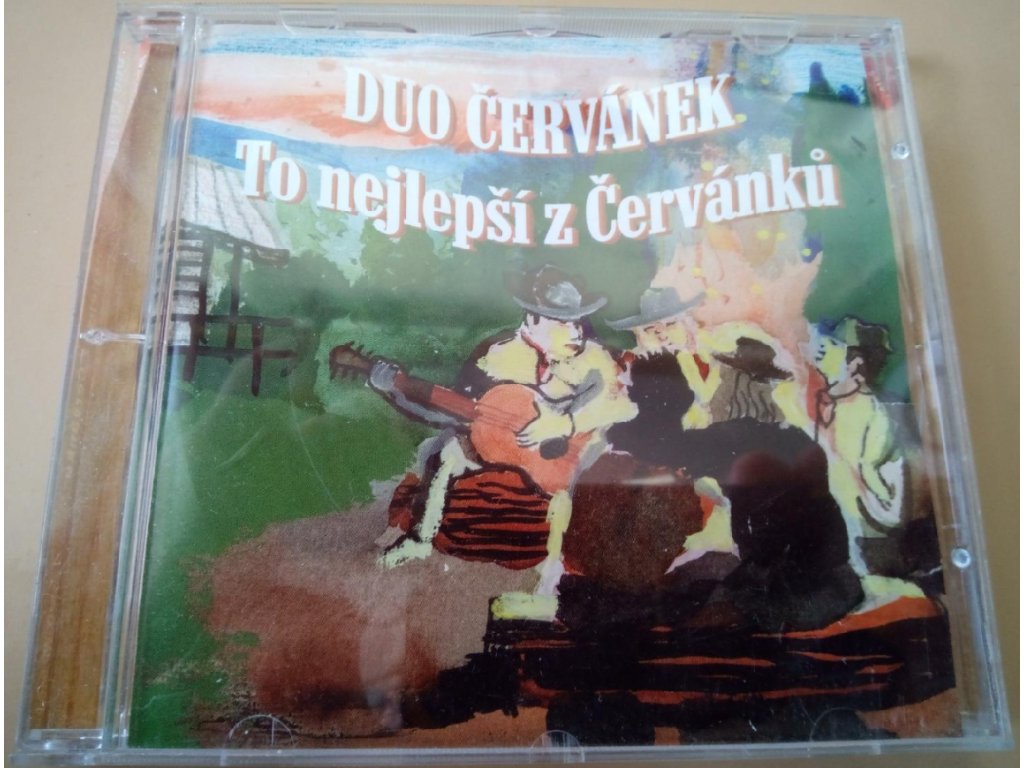 DUO ČERVÁNEK
To nejlepší z Červánků